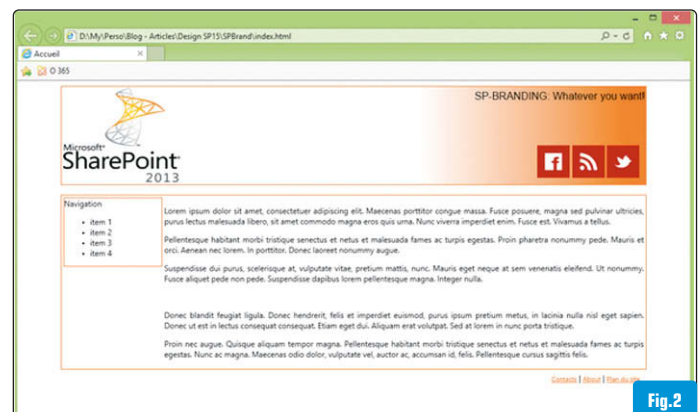 D:\My\Perso\Blog - Articles\Design SP15\SPBrand\index.html
Accueil
O 365
SP-BRANDING: Whatever you want!
Microsoft
SharePoint
2013
Navigation
item 1
item 2
item 3
item 4
Lorem ipsum dolor sit amet, consectetuer adipiscing elit. Maecenas porttitor congue massa. Fusce posuere, magna sed pulvinar ultricies,
purus lectus malesuada libero, sit amet commodo magna eros quis urna. Nunc viverra imperdiet enim. Fusce est. Vivamus a tellus.
Pellentesque habitant morbi tristique senectus et netus et malesuada fames ac turpis egestas. Proin pharetra nonummy pede. Mauris et
orci. Aenean nec lorem. In porttitor. Donec laoreet nonummy augue.
Suspendisse dui purus, scelerisque at, vulputate vitae, pretium mattis, nunc. Mauris eget neque at sem venenatis eleifend. Ut nonummy.
Fusce aliquet pede non pede. Suspendisse dapibus lorem pellentesque magna. Integer nulla.
Donec blandit feugiat ligula. Donec hendrerit, felis et imperdiet euismod, purus ipsum pretium metus, in lacinia nulla nisl eget sapien.
Donec ut est in lectus consequat consequat. Etiam eget dui. Aliquam erat volutpat. Sed at lorem in nunc porta tristique.
Proin nec augue. Quisque aliquam tempor magna. Pellentesque habitant morbi tristique senectus et netus et malesuada fames ac turpis
egestas. Nunc ac magna. Maecenas odio dolor, vulputate vel, auctor ac, accumsan id, felis. Pellentesque cursus sagittis felis.
Contacts | About | Plan du site
Fig.2